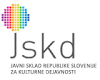 Jskd
JAVNI SKLAD REPUBLIKE SLOVENIJE
ZA KULTURNE DEJAVNOSTI